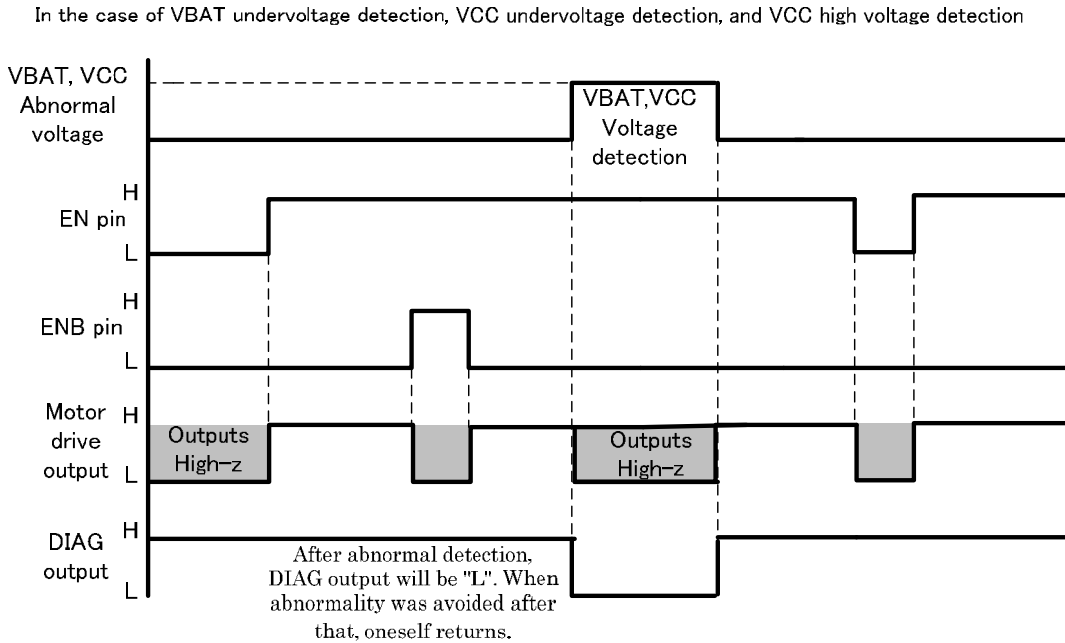 In the case of VBAT undervoltage detection, VCC undervoltage detection, and VCC high voltage detection
VBAT, VCC
Abnormal
voltage
VBAT,VCC
Voltage
detection
H
EN pin
L
H
ENB pin
L
Motor
drive
output
H
L
Outputs
High-z
Outputs
High-z
H
DIAG
output
L
After abnormal detection,
DIAG output will be "L". When
abnormality was avoided after
that, oneself returns.